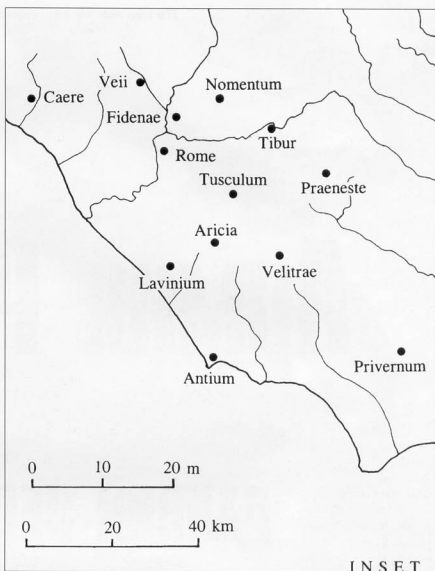 Veii
Nomentum
Caere
Fidenae
Tibur
Rome
Tusculum
Praeneste
Aricia
Velitrae
Lavinium
Antium
Privernum
0 10 20 m
0 20 40 km
INSET